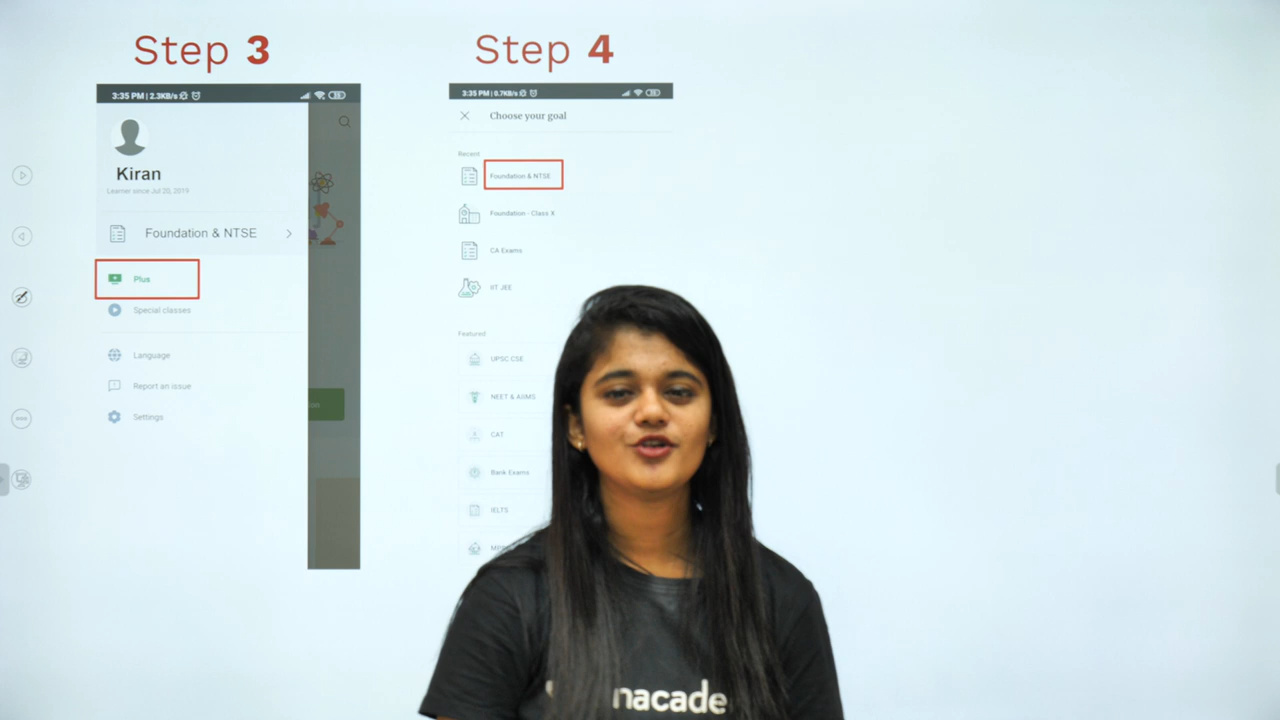 Step 3
3:35 PM | 2.3KB/s
Kiran
Learner since Jul 20, 2019
Foundation & NTSE
Plus
Special classes
Language
Report an issue
Settings
Step 4
3:35 PM | 0.7KB/s
Choose your goal
Recent
Foundation & NTSE
Foundation - Class X
CA Exams
IIT JEE
Featured
UPSC CSE
NEET & AIIMS
CAT
Bank Exams
IELTS
nacade